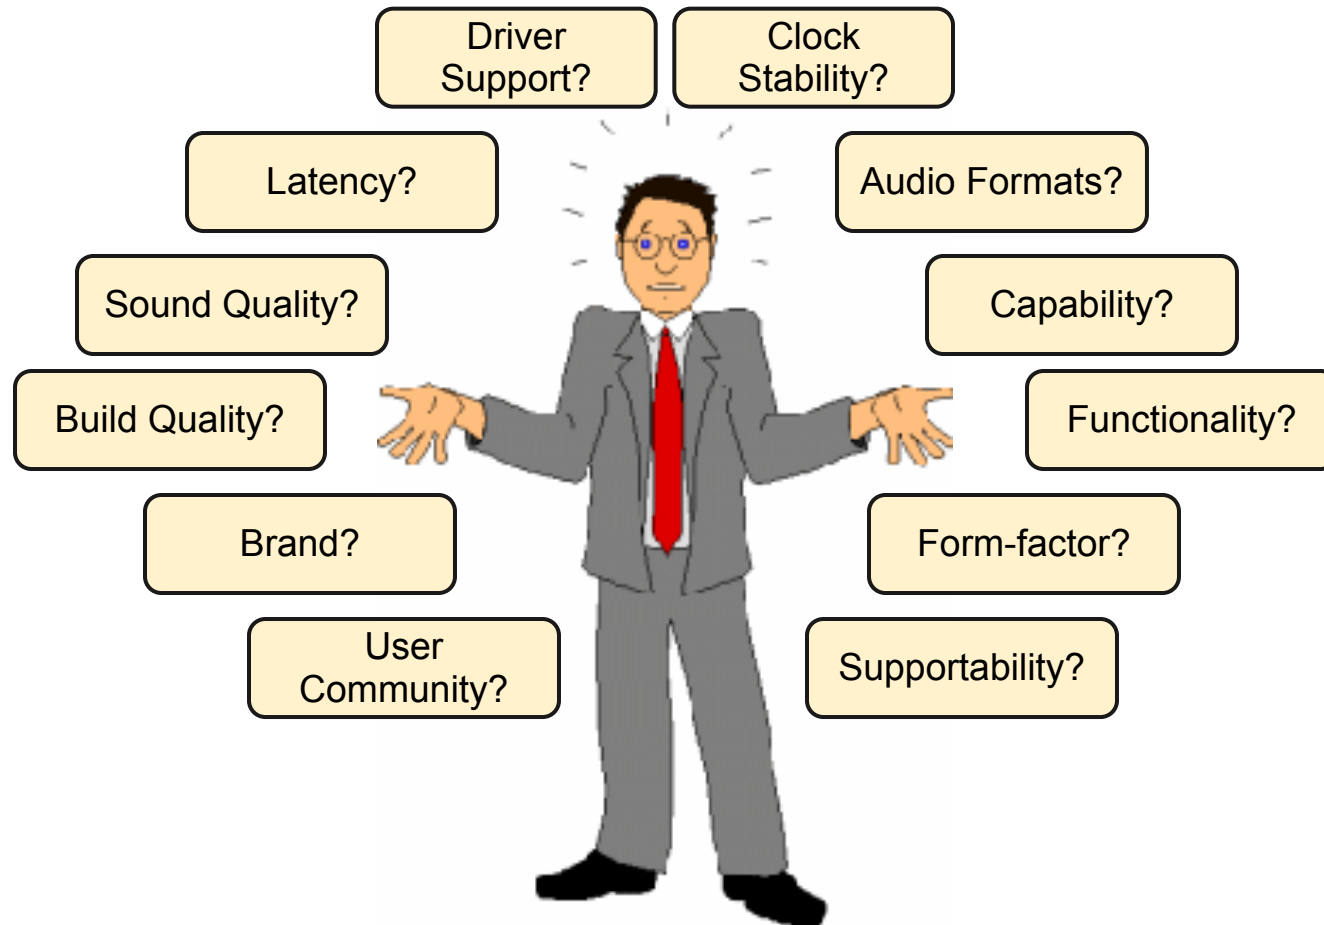 Driver
Support?
Clock
Stability?
Latency?
Audio Formats?
Sound Quality?
Capability?
Build Quality?
Functionality?
Brand?
Form-factor?
User
Community?
Supportability?